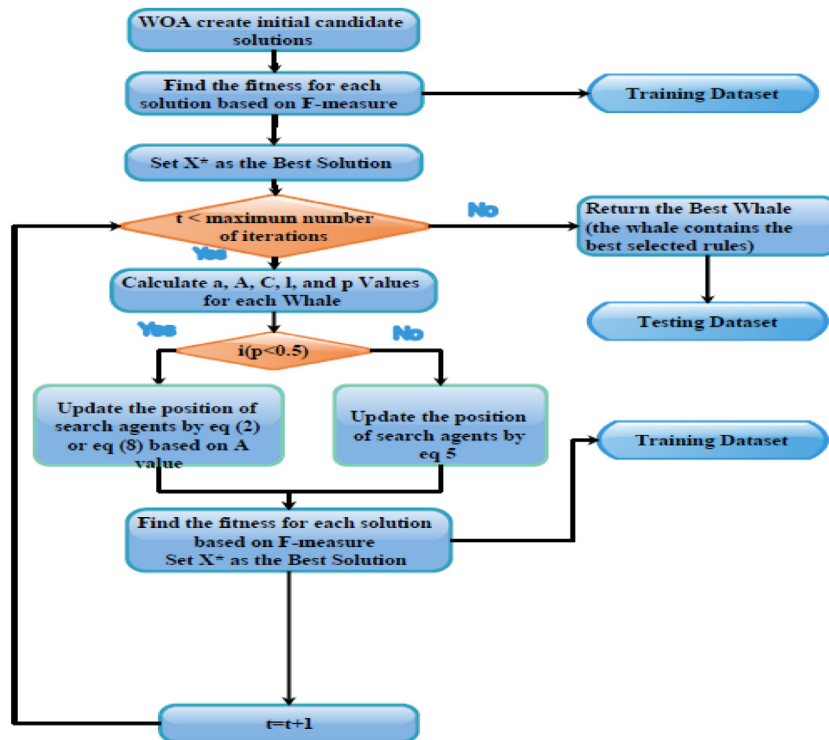 WOA create initial candidate
solutions
Find the fitness for each
solution based on F-measure
Training Dataset
Set X* as the Best Solution
t < maximum number
of iterations
No
Return the Best Whale
(the whale contains the
best selected rules)
Yes
Calculate a, A, C, l, and p Values
for each Whale
Testing Dataset
Yes
No
i(p<0.5)
Update the position of
search agents by eq (2)
or eq (8) based on A
value
Update the position
of search agents by
eq 5
Training Dataset
Find the fitness for each solution
based on F-measure
Set X* as the Best Solution
t=t+1